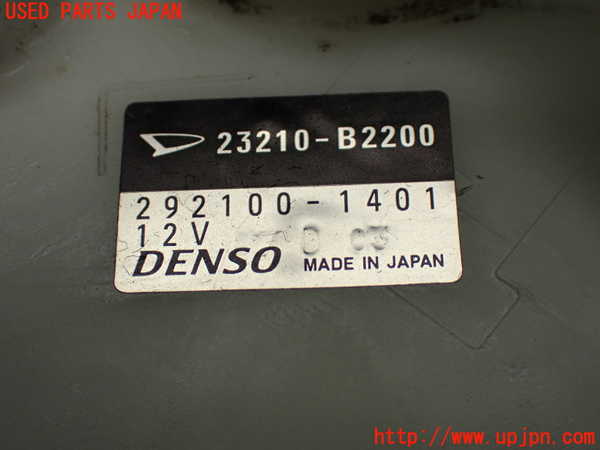 USED PARTS JAPAN
23210-B2200
292100-1401
12V
DENSO MADE IN JAPAN
http://www.upjpn.com/